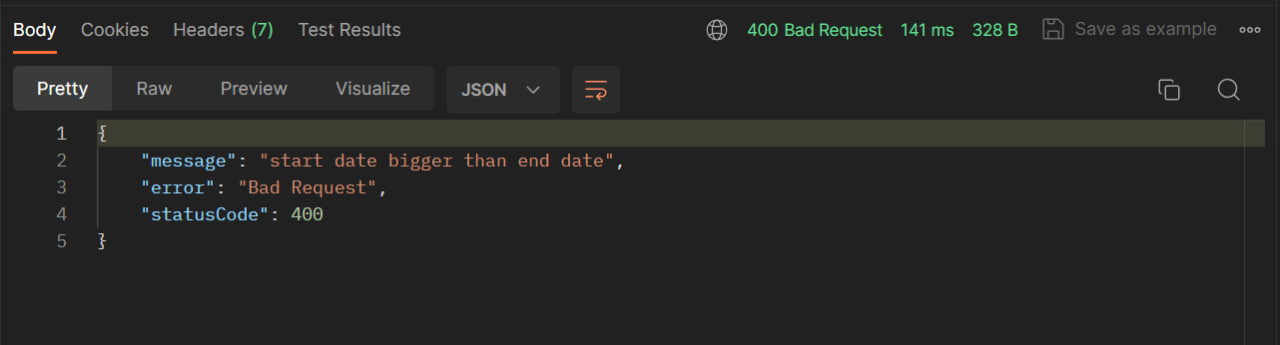 Body Cookies Headers (7) Test Results 400 Bad Request 141 ms 328 B Save as example
Pretty Raw Preview Visualize JSON
1 {
2 "message": "start date bigger than end date",
3 "error": "Bad Request",
4 "statusCode": 400
5 }